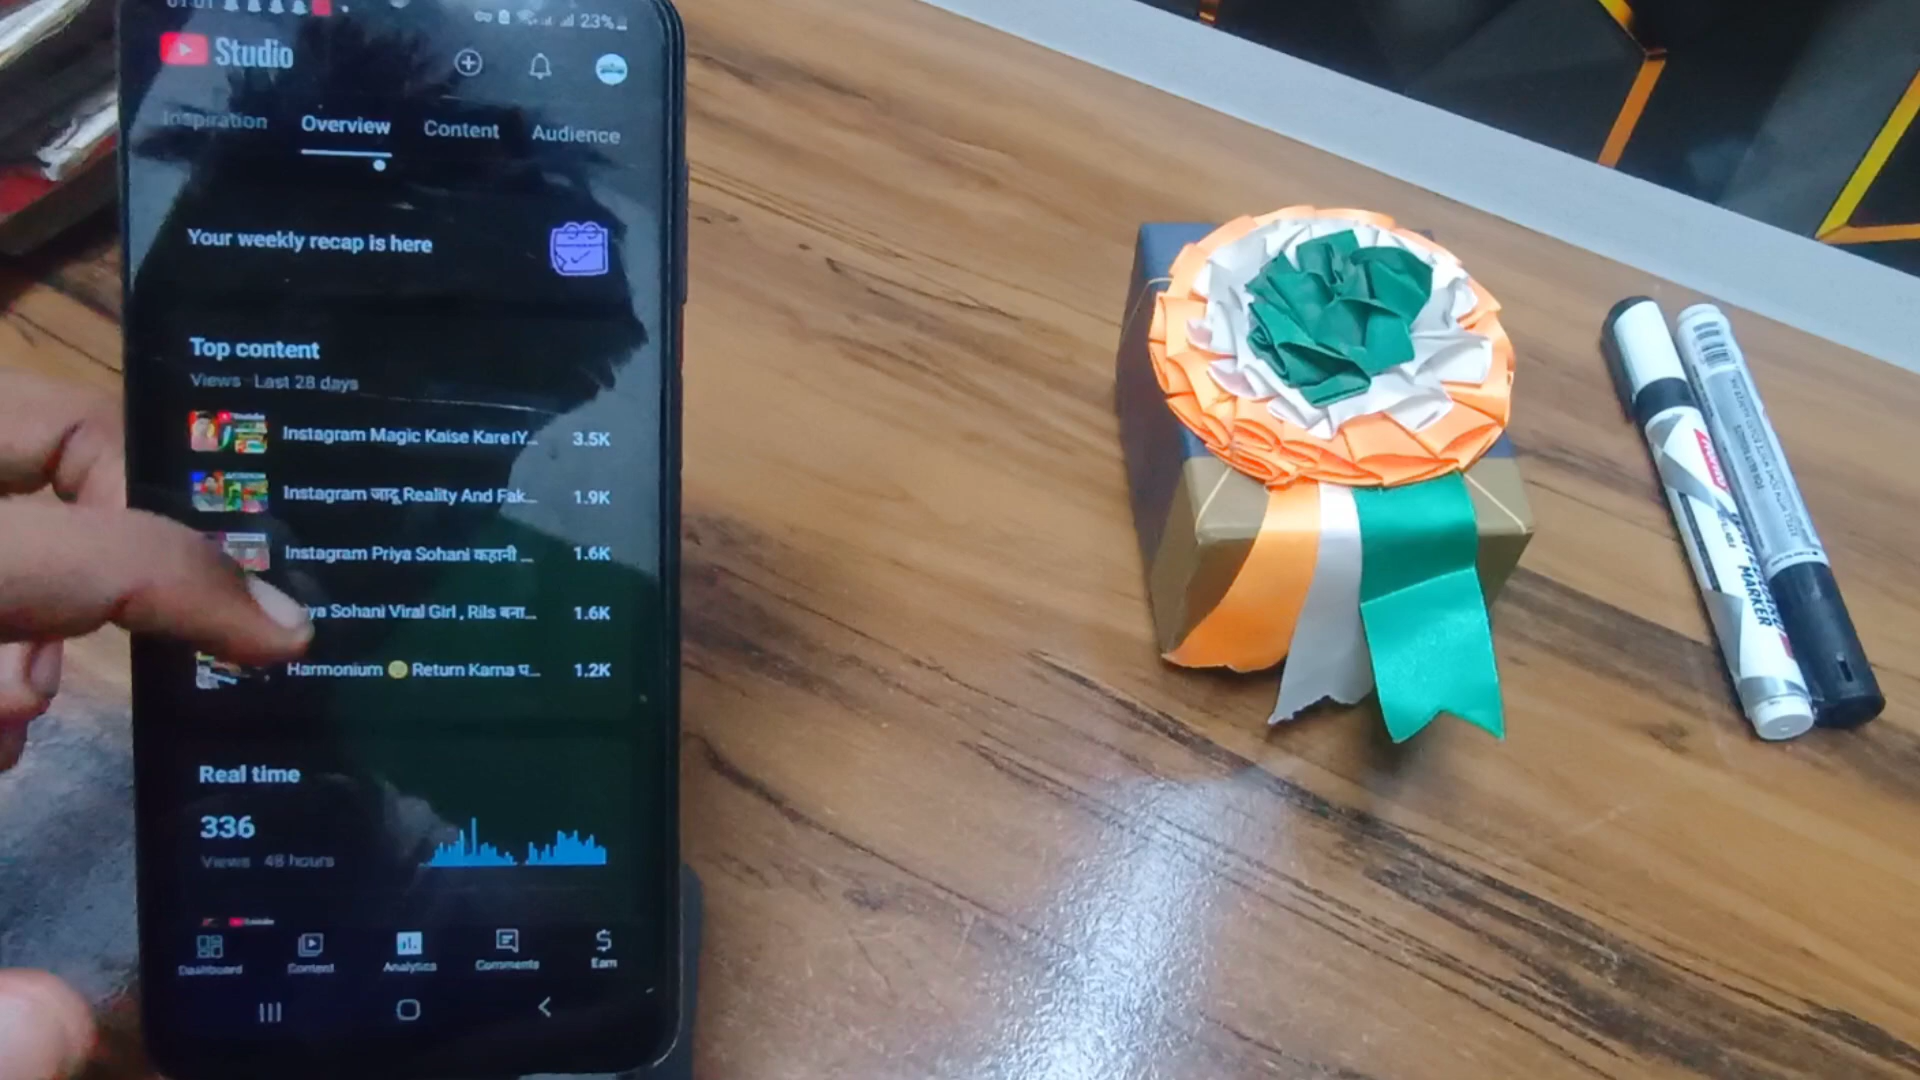 01:01 23%
Studio
Inspiration Overview Content Audience
Your weekly recap is here
Top content
Views · Last 28 days
Instagram Magic Kaise Kare।Y... 3.5K
Instagram जादू Reality And Fak... 1.9K
Instagram Priya Sohani कहानी ... 1.6K
ya Sohani Viral Girl , Rils बना... 1.6K
Harmonium 🟡 Return Karna प... 1.2K
Real time
336
Views · 48 hours
Dashboard Content Analytics Comments Earn
MARKER